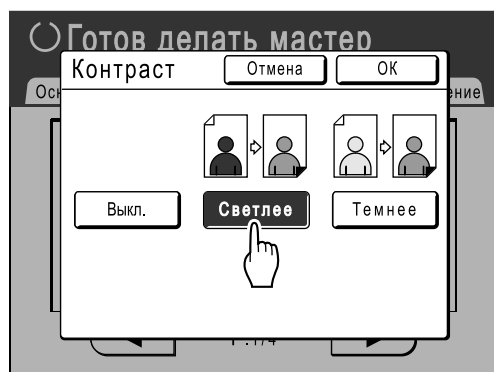 Готов делать мастер
Контраст
Отмена
OK
Выкл.
Светлее
Темнее